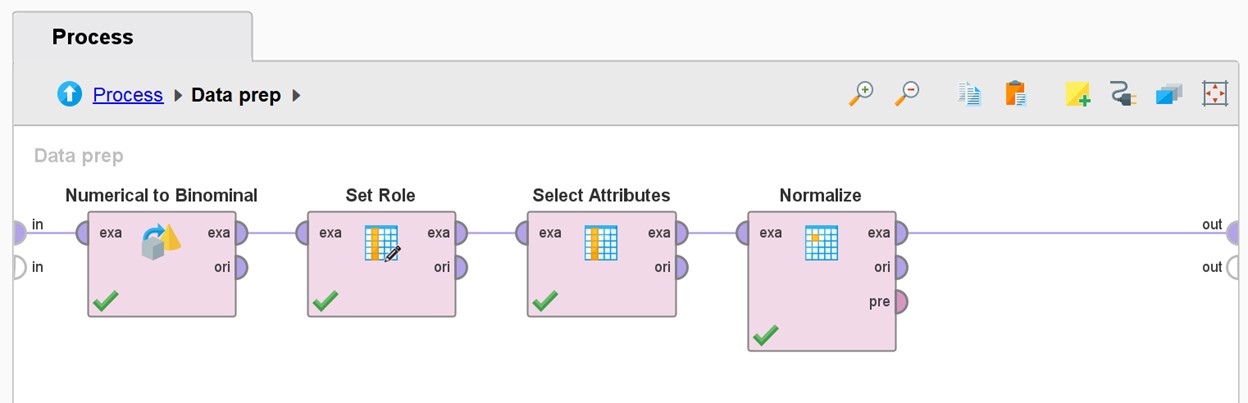 Process
Process Data prep
Data prep
Numerical to Binominal Set Role Select Attributes Normalize
in exa exa exa exa exa exa exa exa out
in ori ori ori ori out
pre